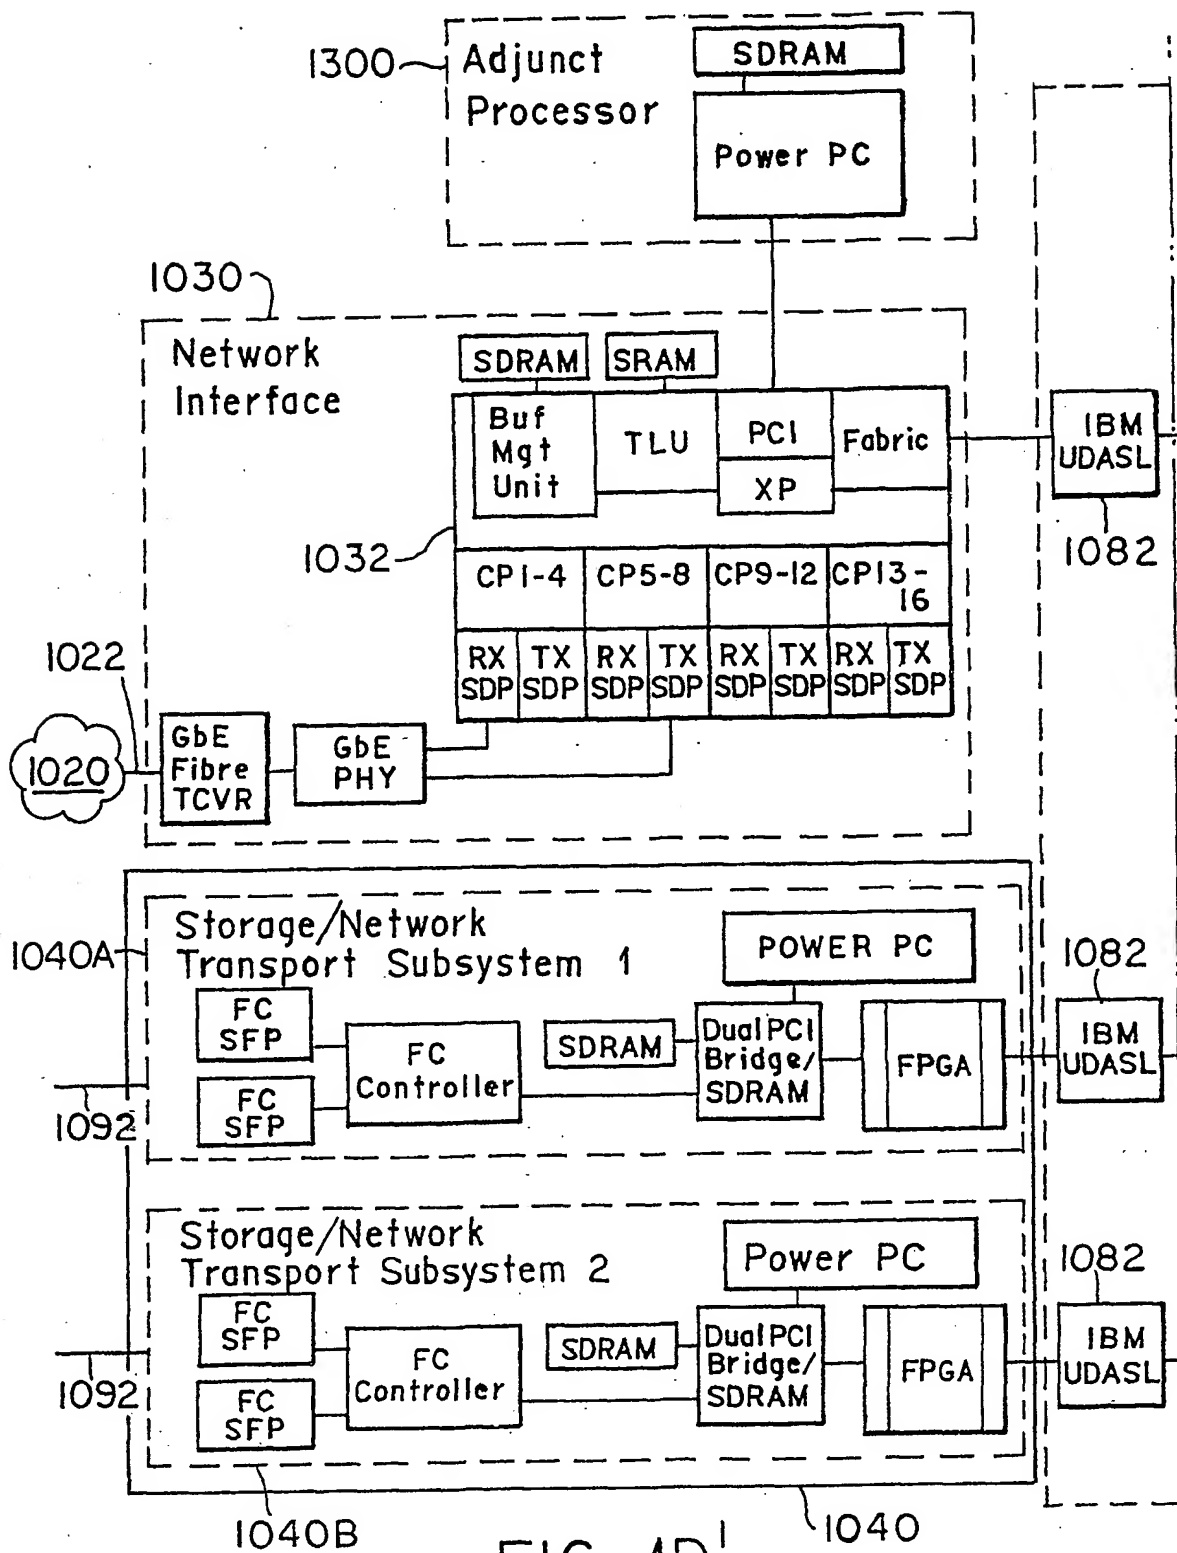 1300
Adjunct
Processor
SDRAM
Power PC
1030
Network
Interface
SDRAM
SRAM
Buf
Mgt
Unit
TLU
PCI
XP
Fabric
IBM
UDASL
1082
1032
CP1-4
CP5-8
CP9-12
CP13-
16
RX
SDP
TX
SDP
RX
SDP
TX
SDP
RX
SDP
TX
SDP
RX
SDP
TX
SDP
1022
1020
GbE
Fibre
TCVR
GbE
PHY
Storage/Network
Transport Subsystem 1
1040A
POWER PC
FC
SFP
FC
SFP
FC
Controller
SDRAM
Dual PCI
Bridge/
SDRAM
FPGA
1082
IBM
UDASL
1092
Storage/Network
Transport Subsystem 2
Power PC
FC
SFP
FC
SFP
FC
Controller
SDRAM
Dual PCI
Bridge/
SDRAM
FPGA
1082
IBM
UDASL
1092
1040B
1040